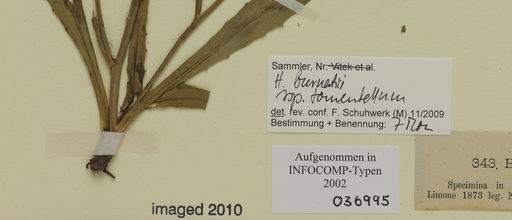 Sammler, Nr. Vitek et al.
H. burnatii
ssp. tomentellum
det. rev. conf. F. Schuhwerk (M) 11/2009
Bestimmung + Benennung:
Aufgenommen in
INFOCOMP-Typen
2002
036995
343. H
Specimina in
Limone 1873 leg. N
imaged 2010